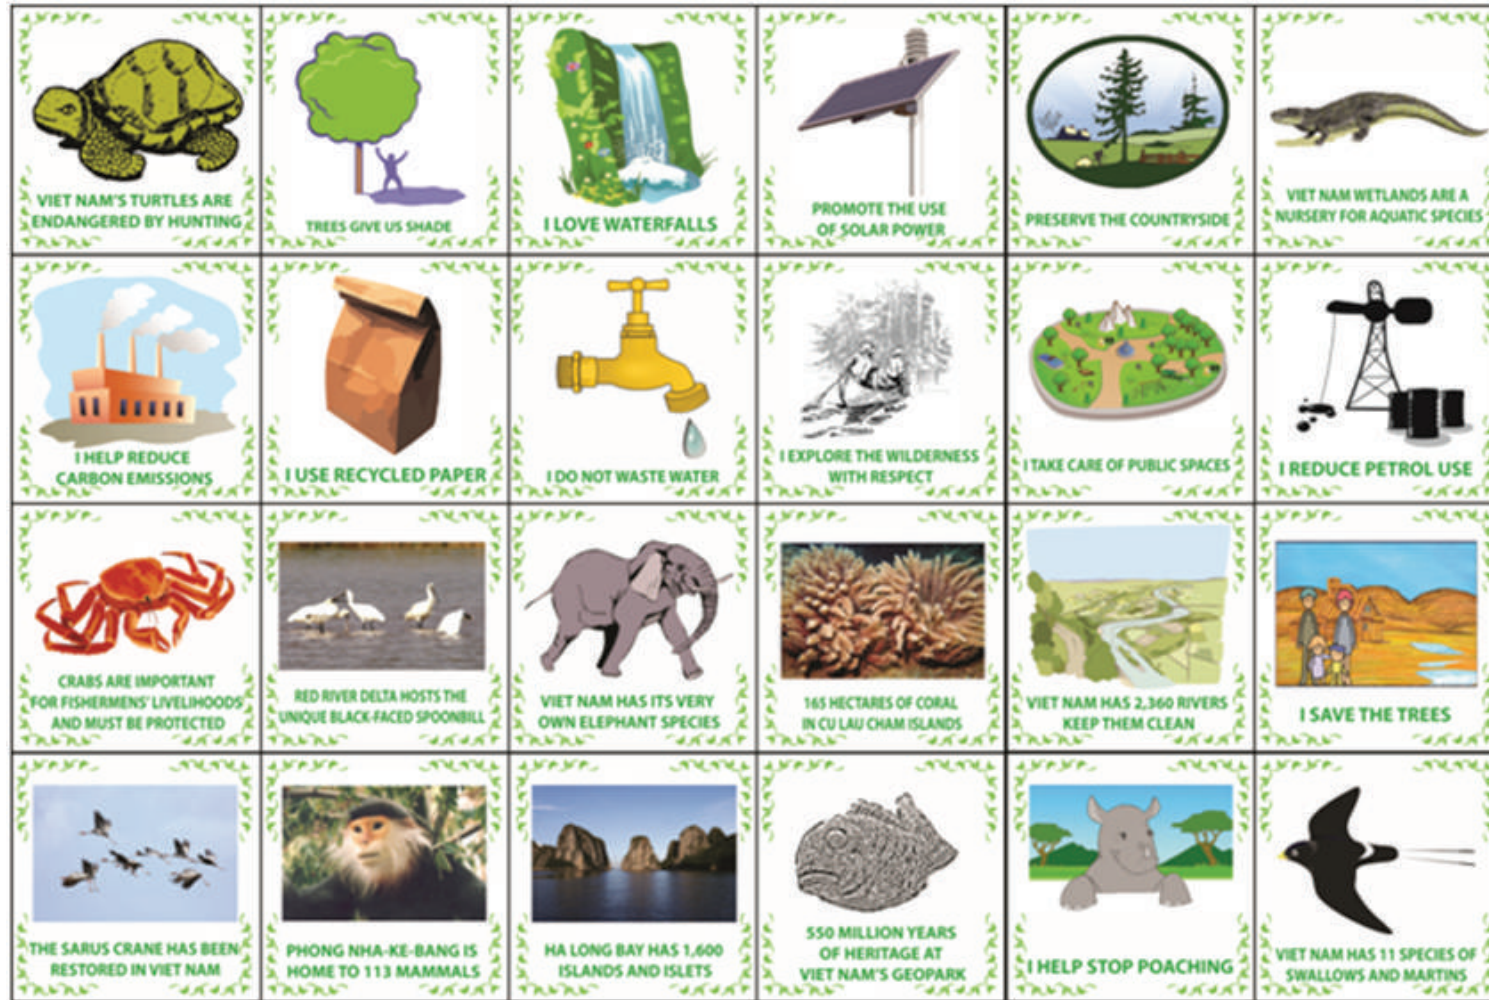 VIET NAM'S TURTLES ARE
ENDANGERED BY HUNTING
TREES GIVE US SHADE
I LOVE WATERFALLS
PROMOTE THE USE
OF SOLAR POWER
PRESERVE THE COUNTRYSIDE
VIET NAM WETLANDS ARE A
NURSERY FOR AQUATIC SPECIES
I HELP REDUCE
CARBON EMISSIONS
I USE RECYCLED PAPER
I DO NOT WASTE WATER
I EXPLORE THE WILDERNESS
WITH RESPECT
I TAKE CARE OF PUBLIC SPACES
I REDUCE PETROL USE
CRABS ARE IMPORTANT
FOR FISHERMENS' LIVELIHOODS
AND MUST BE PROTECTED
RED RIVER DELTA HOSTS THE
UNIQUE BLACK-FACED SPOONBILL
VIET NAM HAS ITS VERY
OWN ELEPHANT SPECIES
165 HECTARES OF CORAL
IN CU LAU CHAM ISLANDS
VIET NAM HAS 2,360 RIVERS
KEEP THEM CLEAN
I SAVE THE TREES
THE SARUS CRANE HAS BEEN
RESTORED IN VIET NAM
PHONG NHA-KE-BANG IS
HOME TO 113 MAMMALS
HA LONG BAY HAS 1,600
ISLANDS AND ISLETS
550 MILLION YEARS
OF HERITAGE AT
VIET NAM'S GEOPARK
I HELP STOP POACHING
VIET NAM HAS 11 SPECIES OF
SWALLOWS AND MARTINS